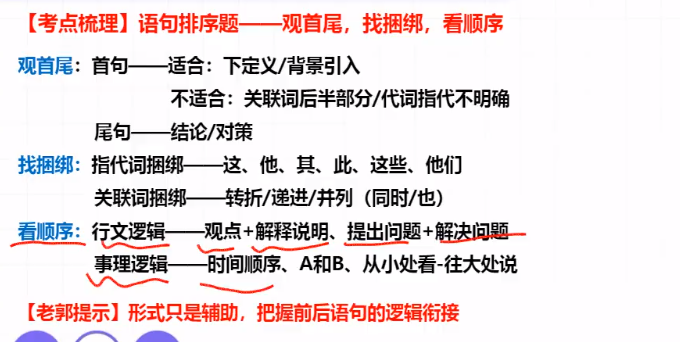 【考点梳理】语句排序题——观首尾，找捆绑，看顺序
观首尾：首句——适合：下定义/背景引入
不适合：关联词后半部分/代词指代不明确
尾句——结论/对策
找捆绑：指代词捆绑——这、他、其、此、这些、他们
关联词捆绑——转折/递进/并列（同时/也）
看顺序：行文逻辑——观点+解释说明、提出问题+解决问题
事理逻辑——时间顺序、A和B、从小处看-往大处说
【老郭提示】形式只是辅助，把握前后语句的逻辑衔接